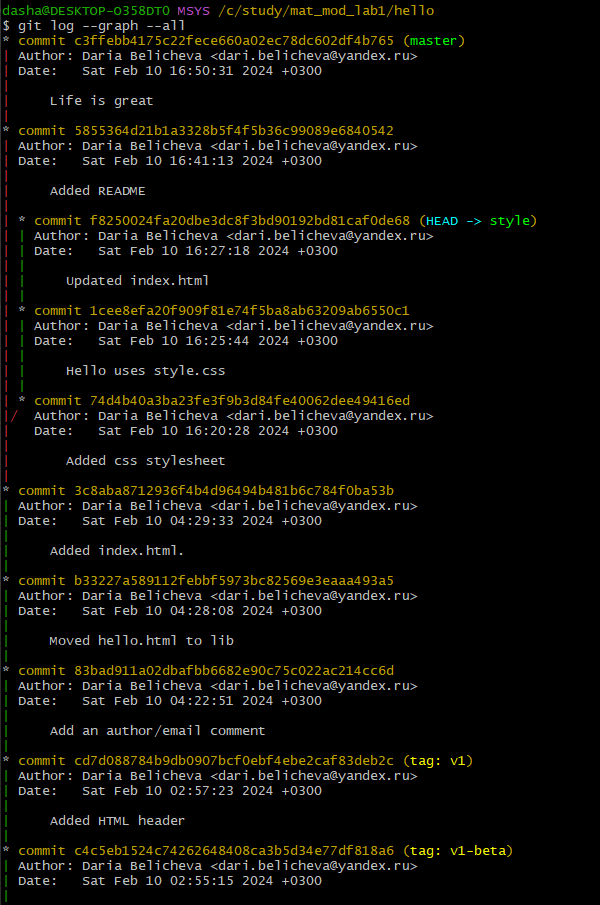 dasha@DESKTOP-O358DT0 MSYS /c/study/mat_mod_lab1/hello
$ git log --graph --all
* commit c3ffebb4175c22fece660a02ec78dc602df4b765 (master)
| Author: Daria Belicheva <dari.belicheva@yandex.ru>
| Date:   Sat Feb 10 16:50:31 2024 +0300
|
|     Life is great
|
* commit 5855364d21b1a3328b5f4f5b36c99089e6840542
| Author: Daria Belicheva <dari.belicheva@yandex.ru>
| Date:   Sat Feb 10 16:41:13 2024 +0300
|
|     Added README
|
| * commit f8250024fa20dbe3dc8f3bd90192bd81caf0de68 (HEAD -> style)
| | Author: Daria Belicheva <dari.belicheva@yandex.ru>
| | Date:   Sat Feb 10 16:27:18 2024 +0300
| |
| |     Updated index.html
| |
| * commit 1cee8efa20f909f81e74f5ba8ab63209ab6550c1
| | Author: Daria Belicheva <dari.belicheva@yandex.ru>
| | Date:   Sat Feb 10 16:25:44 2024 +0300
| |
| |     Hello uses style.css
| |
| * commit 74d4b40a3ba23fe3f9b3d84fe40062dee49416ed
|/  Author: Daria Belicheva <dari.belicheva@yandex.ru>
|   Date:   Sat Feb 10 16:20:28 2024 +0300
|
|       Added css stylesheet
|
* commit 3c8aba8712936f4b4d96494b481b6c784f0ba53b
| Author: Daria Belicheva <dari.belicheva@yandex.ru>
| Date:   Sat Feb 10 04:29:33 2024 +0300
|
|     Added index.html.
|
* commit b33227a589112febbf5973bc82569e3eaaa493a5
| Author: Daria Belicheva <dari.belicheva@yandex.ru>
| Date:   Sat Feb 10 04:28:08 2024 +0300
|
|     Moved hello.html to lib
|
* commit 83bad911a02dbafbb6682e90c75c022ac214cc6d
| Author: Daria Belicheva <dari.belicheva@yandex.ru>
| Date:   Sat Feb 10 04:22:51 2024 +0300
|
|     Add an author/email comment
|
* commit cd7d088784b9db0907bcf0ebf4ebe2caf83deb2c (tag: v1)
| Author: Daria Belicheva <dari.belicheva@yandex.ru>
| Date:   Sat Feb 10 02:57:23 2024 +0300
|
|     Added HTML header
|
* commit c4c5eb1524c74262648408ca3b5d34e77df818a6 (tag: v1-beta)
| Author: Daria Belicheva <dari.belicheva@yandex.ru>
| Date:   Sat Feb 10 02:55:15 2024 +0300
|